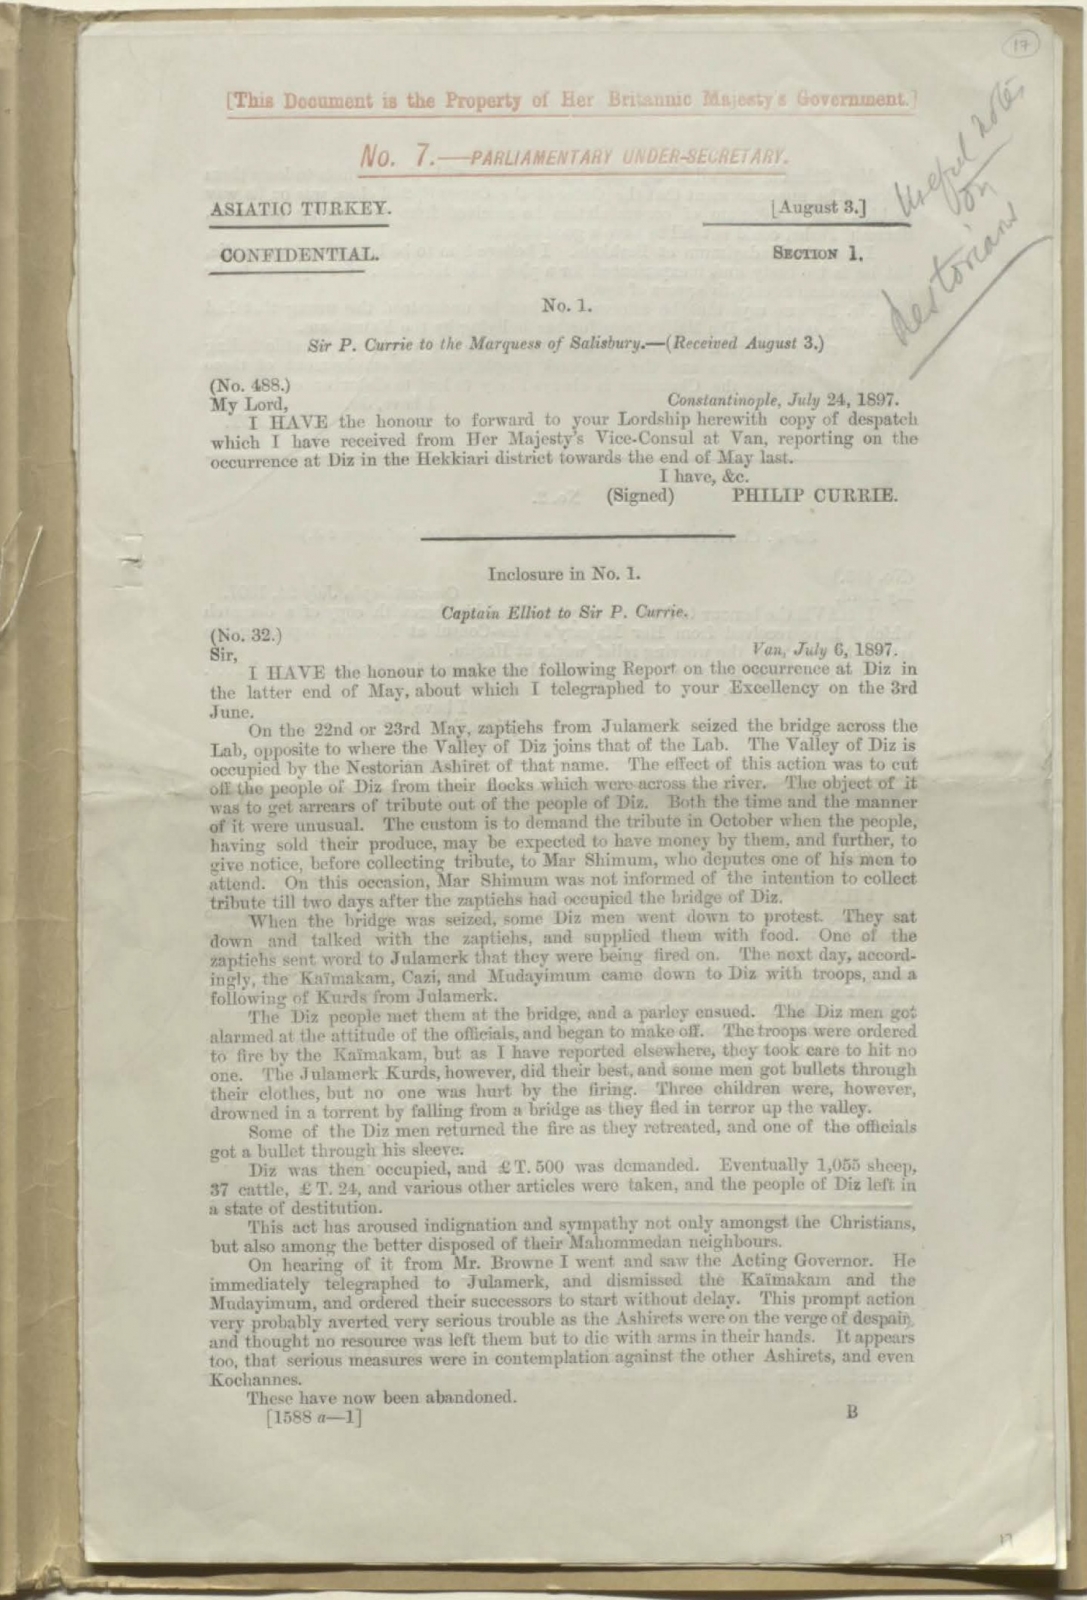 17
[This Document is the Property of Her Britannic Majesty's Government.]
No. 7.—PARLIAMENTARY UNDER-SECRETARY.
Useful notes
on
Nestorians
ASIATIC TURKEY.
[August 3.]
CONFIDENTIAL.
SECTION 1.
No. 1.
Sir P. Currie to the Marquess of Salisbury.—(Received August 3.)
(No. 488.)
My Lord,
Constantinople, July 24, 1897.
I HAVE the honour to forward to your Lordship herewith copy of despatch
which I have received from Her Majesty's Vice-Consul at Van, reporting on the
occurrence at Diz in the Hekkiari district towards the end of May last.
I have, &c.
(Signed) PHILIP CURRIE.
Inclosure in No. 1.
Captain Elliot to Sir P. Currie.
(No. 32.)
Sir,
Van, July 6, 1897.
I HAVE the honour to make the following Report on the occurrence at Diz in
the latter end of May, about which I telegraphed to your Excellency on the 3rd
June.
On the 22nd or 23rd May, zaptiehs from Julamerk seized the bridge across the
Lab, opposite to where the Valley of Diz joins that of the Lab. The Valley of Diz is
occupied by the Nestorian Ashiret of that name. The effect of this action was to cut
off the people of Diz from their flocks which were across the river. The object of it
was to get arrears of tribute out of the people of Diz. Both the time and the manner
of it were unusual. The custom is to demand the tribute in October when the people,
having sold their produce, may be expected to have money by them, and further, to
give notice, before collecting tribute, to Mar Shimum, who deputes one of his men to
attend. On this occasion, Mar Shimum was not informed of the intention to collect
tribute till two days after the zaptiehs had occupied the bridge of Diz.
When the bridge was seized, some Diz men went down to protest. They sat
down and talked with the zaptiehs, and supplied them with food. One of the
zaptiehs sent word to Julamerk that they were being fired on. The next day, accord-
ingly, the Kaïmakam, Cazi, and Mudayimum came down to Diz with troops, and a
following of Kurds from Julamerk.
The Diz people met them at the bridge, and a parley ensued. The Diz men got
alarmed at the attitude of the officials, and began to make off. The troops were ordered
to fire by the Kaïmakam, but as I have reported elsewhere, they took care to hit no
one. The Julamerk Kurds, however, did their best, and some men got bullets through
their clothes, but no one was hurt by the firing. Three children were, however,
drowned in a torrent by falling from a bridge as they fled in terror up the valley.
Some of the Diz men returned the fire as they retreated, and one of the officials
got a bullet through his sleeve.
Diz was then occupied, and £T. 500 was demanded. Eventually 1,055 sheep,
37 cattle, £T. 24, and various other articles were taken, and the people of Diz left in
a state of destitution.
This act has aroused indignation and sympathy not only amongst the Christians,
but also among the better disposed of their Mahommedan neighbours.
On hearing of it from Mr. Browne I went and saw the Acting Governor. He
immediately telegraphed to Julamerk, and dismissed the Kaïmakam and the
Mudayimum, and ordered their successors to start without delay. This prompt action
very probably averted very serious trouble as the Ashirets were on the verge of despair,
and thought no resource was left them but to die with arms in their hands. It appears
too, that serious measures were in contemplation against the other Ashirets, and even
Kochannes.
These have now been abandoned.
[1588 a—1]
B
17